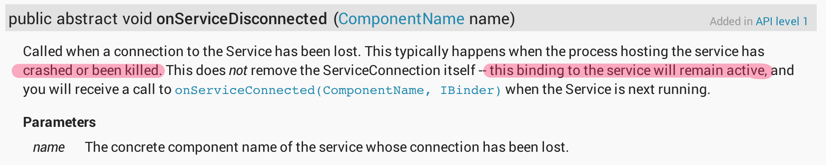 public abstract void onServiceDisconnected (ComponentName name) Added in API level 1
Called when a connection to the Service has been lost. This typically happens when the process hosting the service has
crashed or been killed. This does not remove the ServiceConnection itself -- this binding to the service will remain active, and
you will receive a call to onServiceConnected(ComponentName, IBinder) when the Service is next running.
Parameters
name The concrete component name of the service whose connection has been lost.